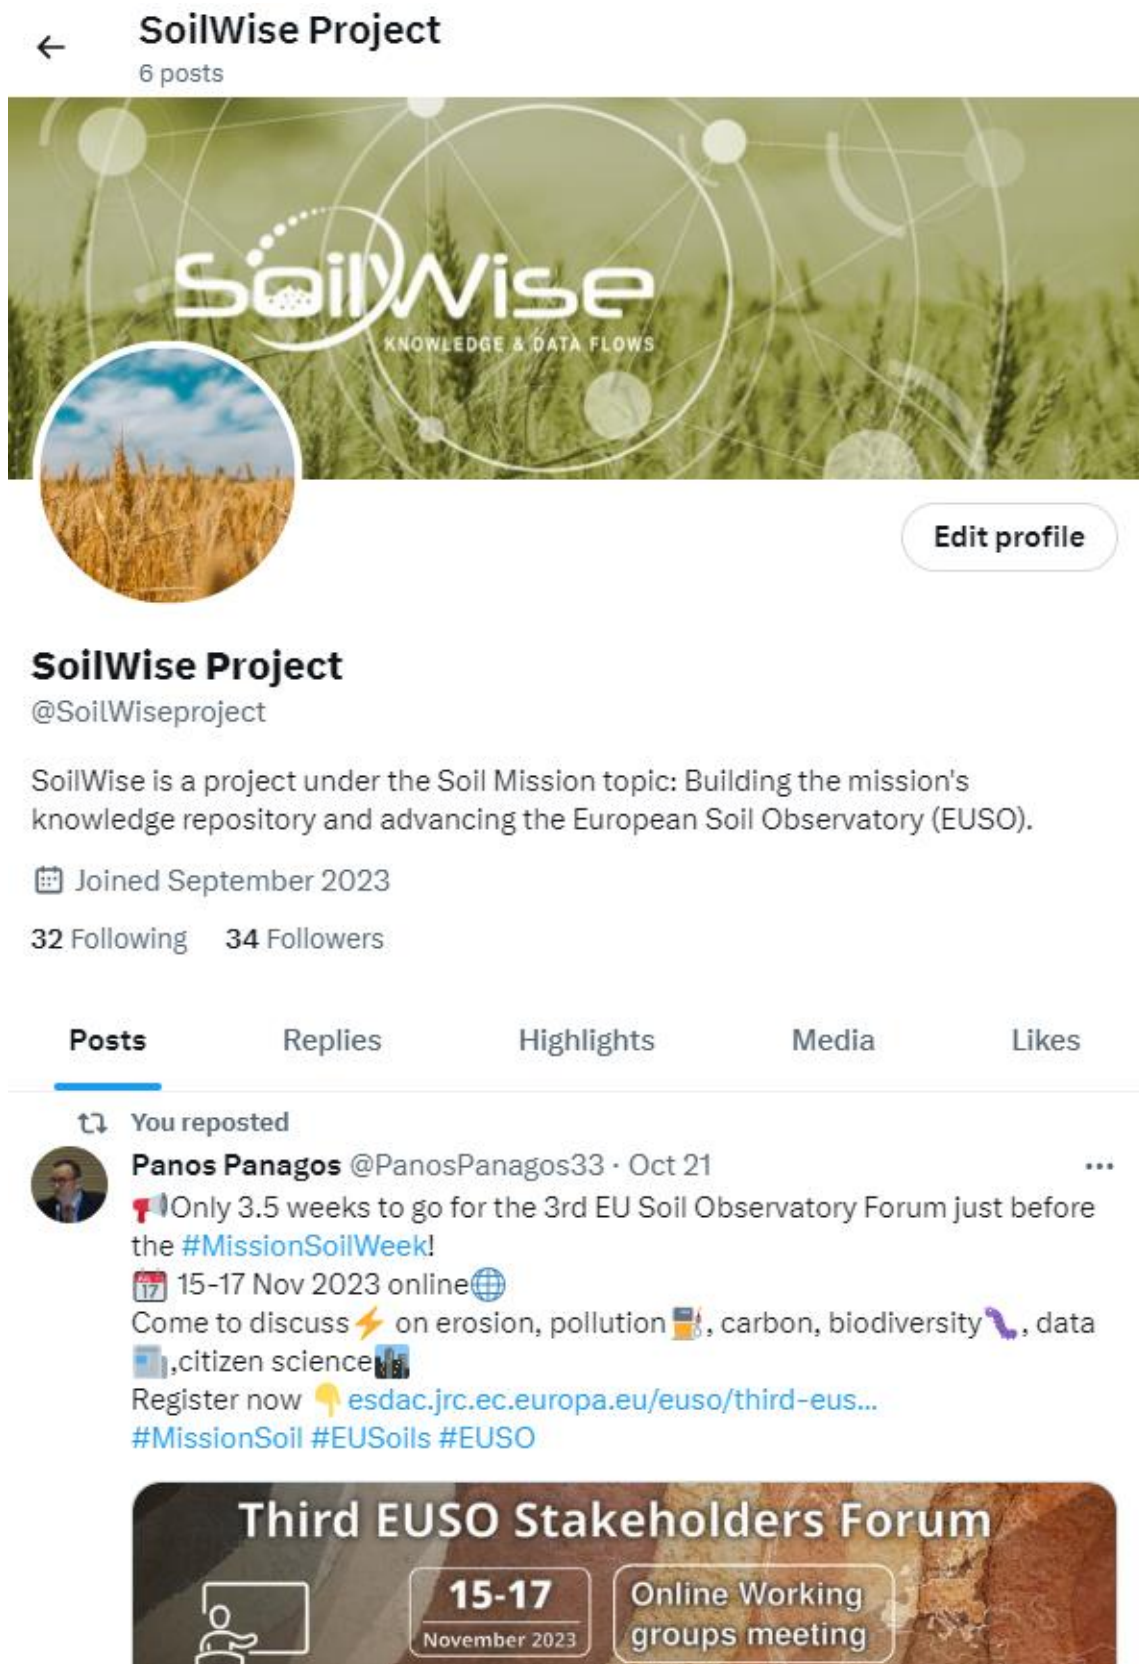 SoilWise Project
6 posts
SoilWise
KNOWLEDGE & DATA FLOWS
Edit profile
SoilWise Project
@SoilWiseproject
SoilWise is a project under the Soil Mission topic: Building the mission's
knowledge repository and advancing the European Soil Observatory (EUSO).
Joined September 2023
32 Following 34 Followers
Posts Replies Highlights Media Likes
You reposted
Panos Panagos @PanosPanagos33 · Oct 21
📢Only 3.5 weeks to go for the 3rd EU Soil Observatory Forum just before
the #MissionSoilWeek!
📅 15-17 Nov 2023 online🌐
Come to discuss⚡ on erosion, pollution⛽, carbon, biodiversity🐛, data
📰,citizen science🏙️
Register now 👇 esdac.jrc.ec.europa.eu/euso/third-eus...
#MissionSoil #EUSoils #EUSO
Third EUSO Stakeholders Forum
15-17
November 2023
Online Working
groups meeting